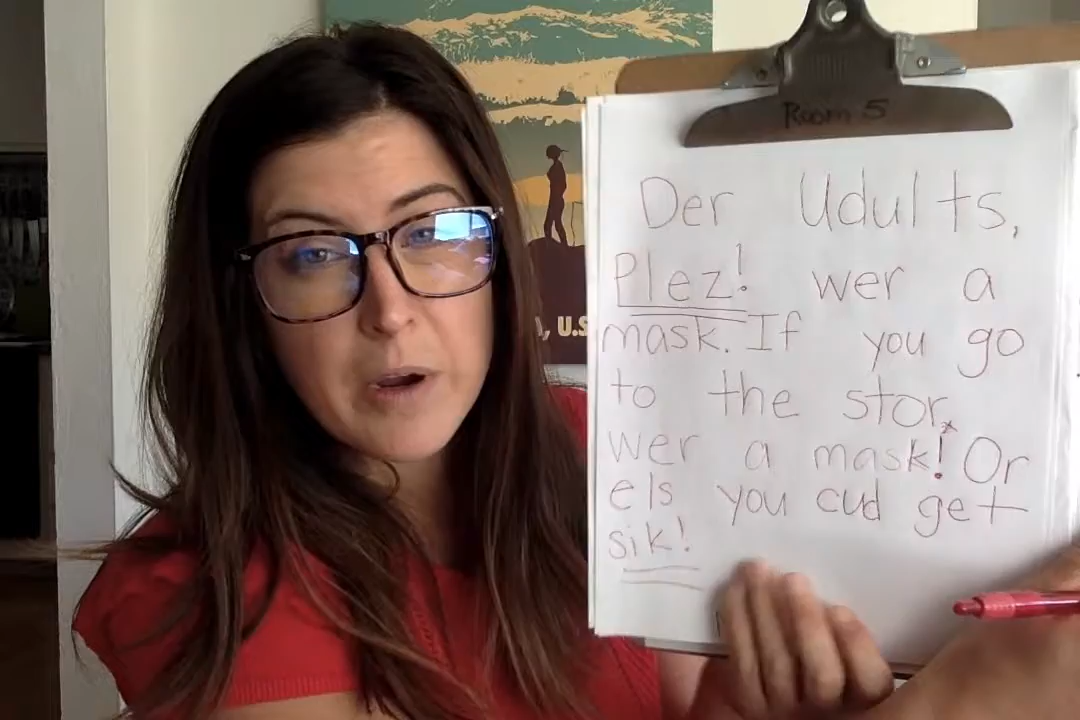 Room 5
Der Udults,
Plez! wer a
mask. If you go
to the stor,
wer a mask! Or
els you cud get
sik!
, U.S